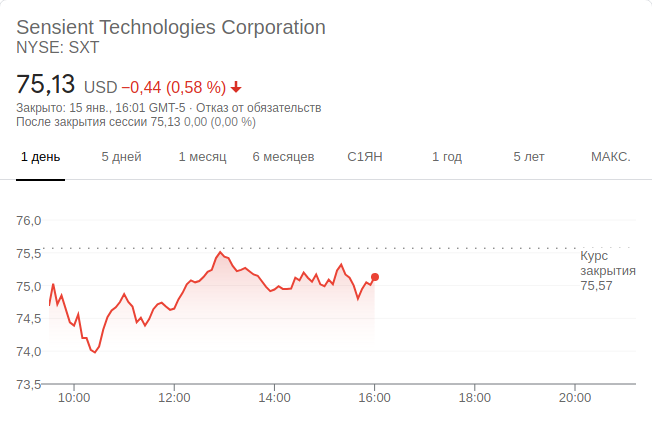 Sensient Technologies Corporation
NYSE: SXT
75,13 USD −0,44 (0,58 %)
Закрыто: 15 янв., 16:01 GMT-5 · Отказ от обязательств
После закрытия сессии 75,13 0,00 (0,00 %)
1 день 5 дней 1 месяц 6 месяцев С1ЯН 1 год 5 лет МАКС.
76,0
75,5
Курс
закрытия
75,57
75,0
74,5
74,0
73,5
10:00 12:00 14:00 16:00 18:00 20:00